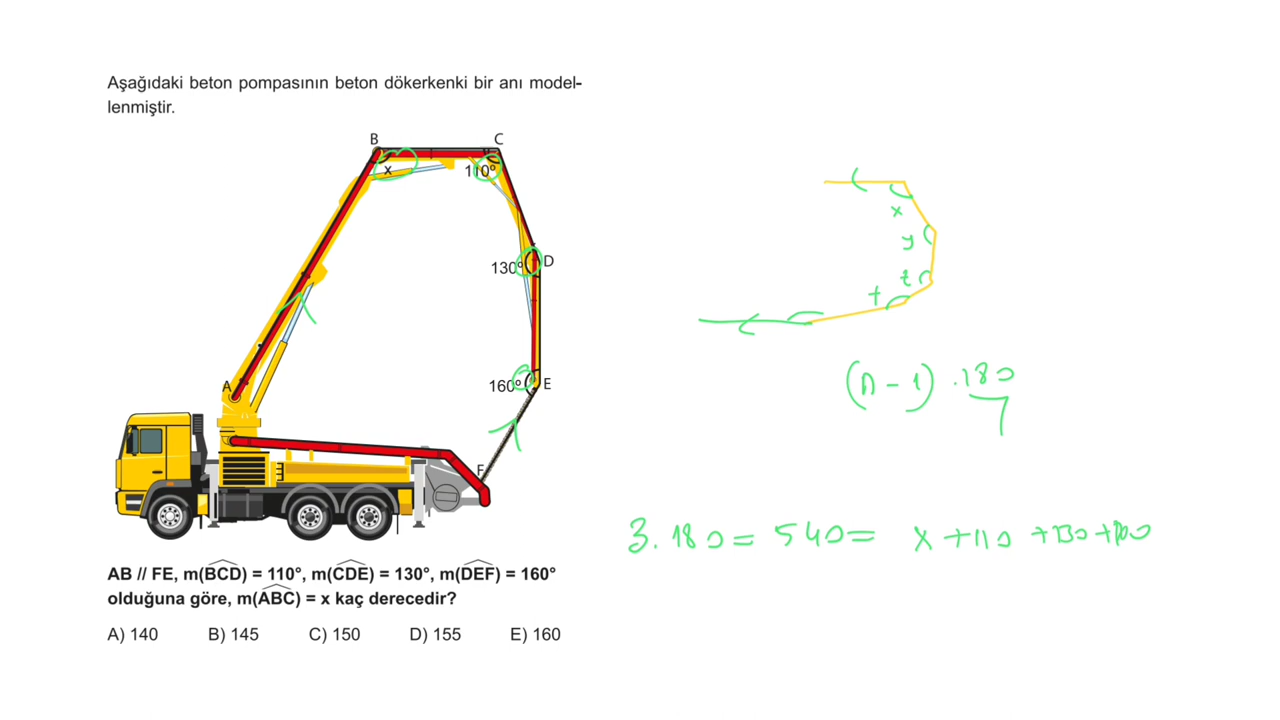 Aşağıdaki beton pompasının beton dökerkenki bir anı model-
lenmiştir.
B
C
x
110°
130°
D
A
160°
E
F
x
y
z
t
(n - 1) . 180
3. 180 = 540 = x + 110 + 130 + 160
AB // FE, m(BCD) = 110°, m(CDE) = 130°, m(DEF) = 160°
olduğuna göre, m(ABC) = x kaç derecedir?
A) 140 B) 145 C) 150 D) 155 E) 160